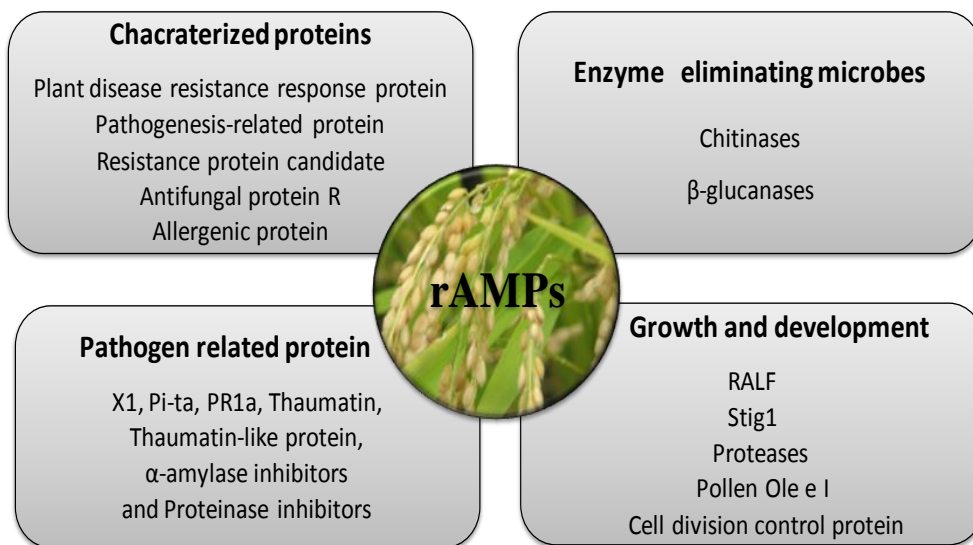 Chacraterized proteins
Plant disease resistance response protein
Pathogenesis-related protein
Resistance protein candidate
Antifungal protein R
Allergenic protein
Enzyme eliminating microbes
Chitinases
β-glucanases
rAMPs
Pathogen related protein
X1, Pi-ta, PR1a, Thaumatin,
Thaumatin-like protein,
α-amylase inhibitors
and Proteinase inhibitors
Growth and development
RALF
Stig1
Proteases
Pollen Ole e I
Cell division control protein